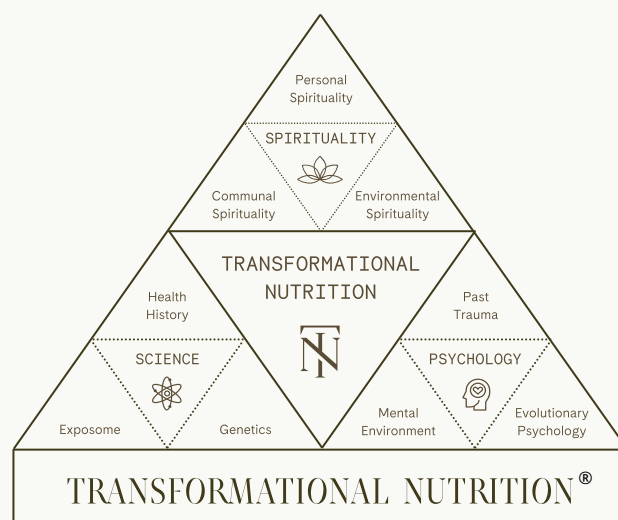 Personal
Spirituality
SPIRITUALITY
Communal
Spirituality
Environmental
Spirituality
TRANSFORMATIONAL
NUTRITION
TN
Health
History
SCIENCE
Exposome
Genetics
Past
Trauma
PSYCHOLOGY
Mental
Environment
Evolutionary
Psychology
TRANSFORMATIONAL NUTRITION®